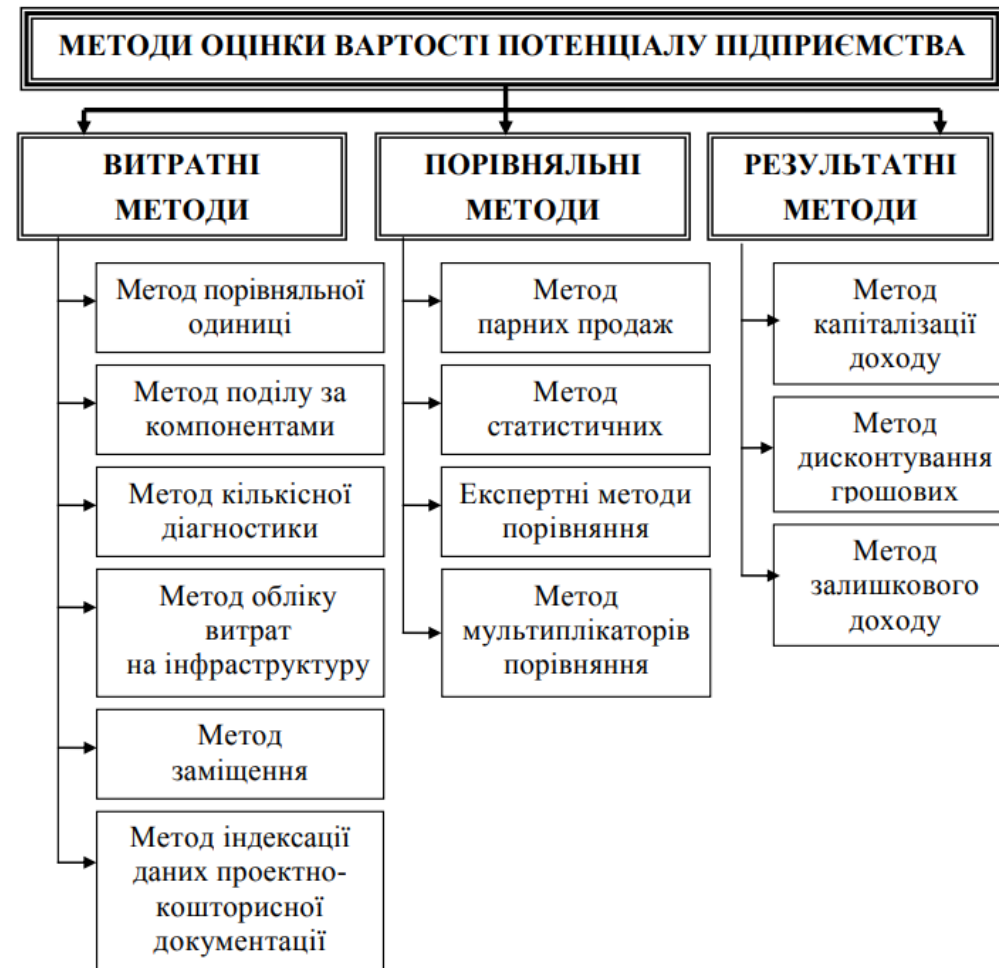 МЕТОДИ ОЦІНКИ ВАРТОСТІ ПОТЕНЦІАЛУ ПІДПРИЄМСТВА
ВИТРАТНІ
МЕТОДИ
Метод порівняльної
одиниці
Метод поділу за
компонентами
Метод кількісної
діагностики
Метод обліку
витрат
на інфраструктуру
Метод
заміщення
Метод індексації
даних проектно-
кошторисної
документації
ПОРІВНЯЛЬНІ
МЕТОДИ
Метод
парних продаж
Метод
статистичних
Експертні методи
порівняння
Метод
мультиплікаторів
порівняння
РЕЗУЛЬТАТНІ
МЕТОДИ
Метод
капіталізації
доходу
Метод
дисконтування
грошових
Метод
залишкового
доходу